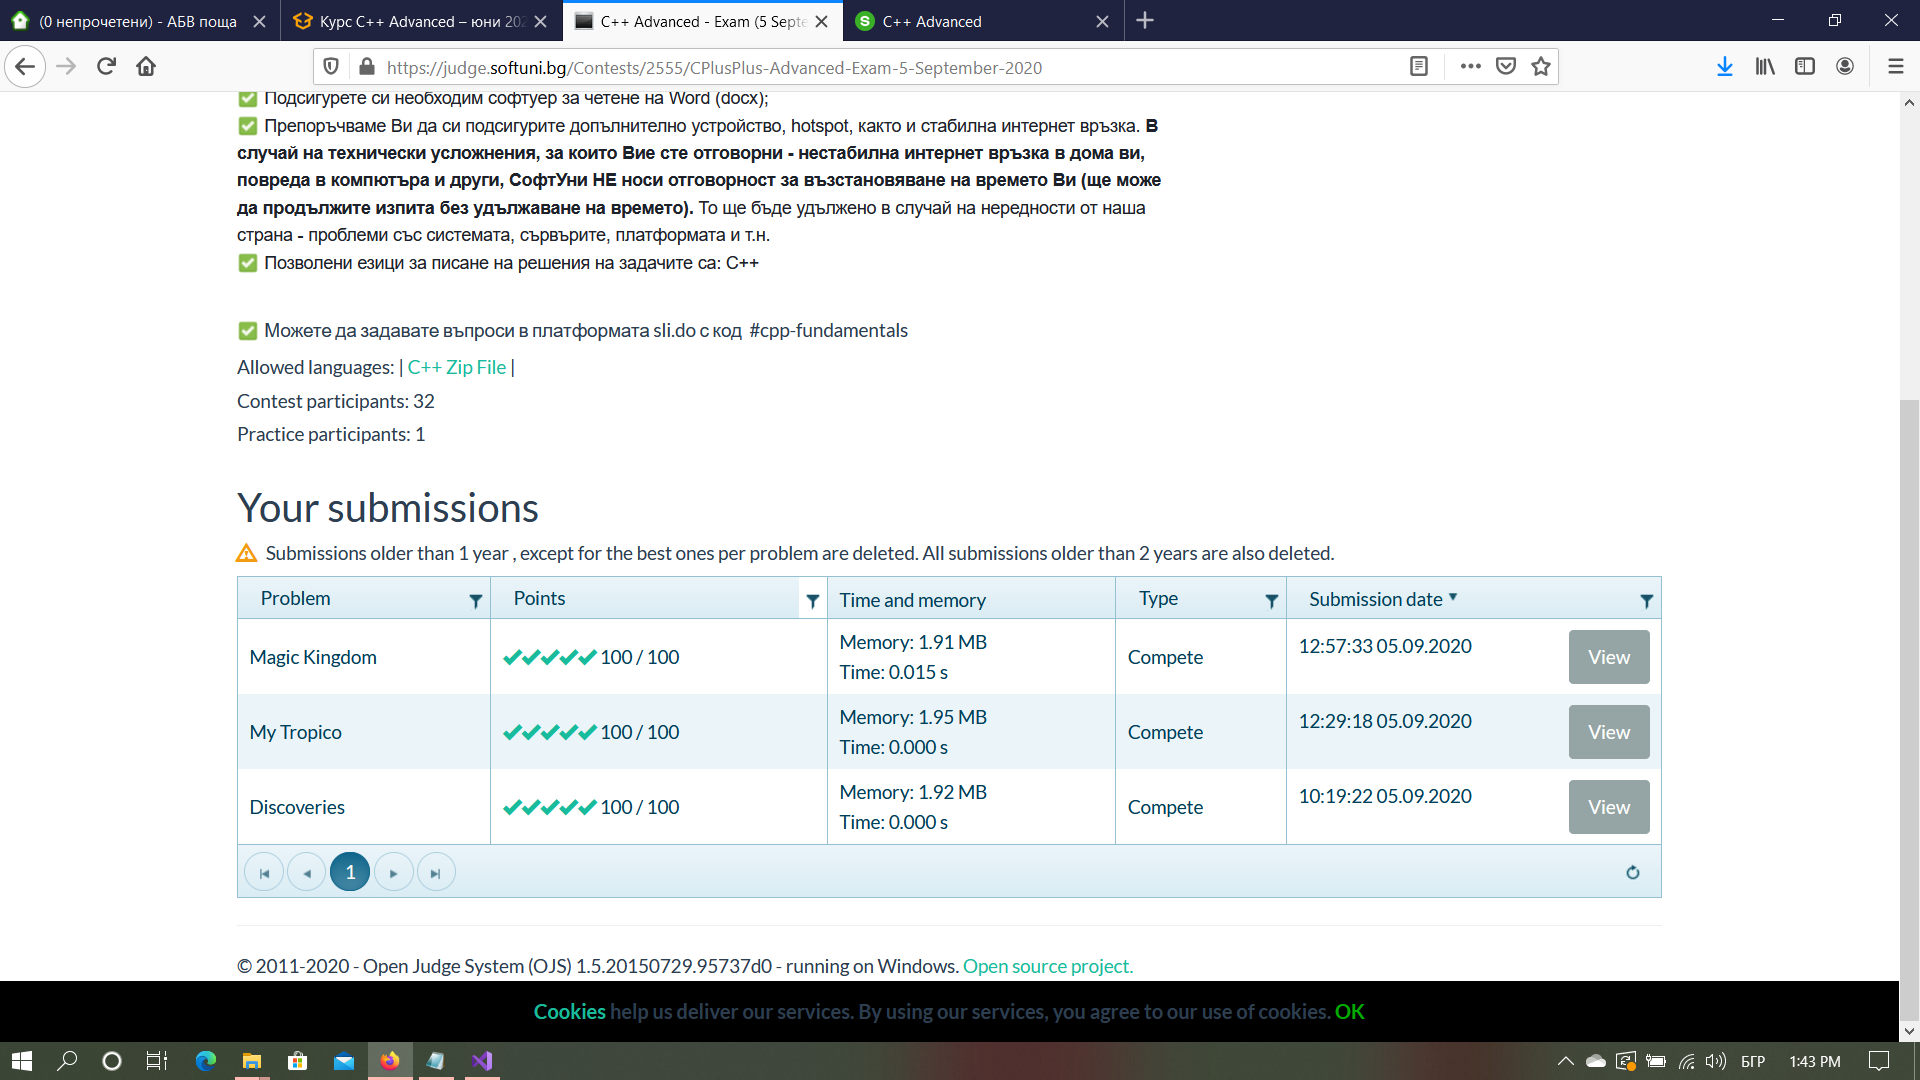 (0 непрочетени) - АБВ поща
Курс C++ Advanced – юни 202
C++ Advanced - Exam (5 Septe
S C++ Advanced
https://judge.softuni.bg/Contests/2555/CPlusPlus-Advanced-Exam-5-September-2020
Подсигурете си необходим софтуер за четене на Word (docx);
Препоръчваме Ви да си подсигурите допълнително устройство, hotspot, както и стабилна интернет връзка. В
случай на технически усложнения, за които Вие сте отговорни - нестабилна интернет връзка в дома ви,
повреда в компютъра и други, СофтУни НЕ носи отговорност за възстановяване на времето Ви (ще може
да продължите изпита без удължаване на времето). То ще бъде удължено в случай на нередности от наша
страна - проблеми със системата, сървърите, платформата и т.н.
Позволени езици за писане на решения на задачите са: C++
Можете да задавате въпроси в платформата sli.do с код #cpp-fundamentals
Allowed languages: | C++ Zip File |
Contest participants: 32
Practice participants: 1
Your submissions
Submissions older than 1 year , except for the best ones per problem are deleted. All submissions older than 2 years are also deleted.
Problem Points Time and memory Type Submission date
Magic Kingdom 100 / 100 Memory: 1.91 MB Time: 0.015 s Compete 12:57:33 05.09.2020 View
My Tropico 100 / 100 Memory: 1.95 MB Time: 0.000 s Compete 12:29:18 05.09.2020 View
Discoveries 100 / 100 Memory: 1.92 MB Time: 0.000 s Compete 10:19:22 05.09.2020 View
1
© 2011-2020 - Open Judge System (OJS) 1.5.20150729.95737d0 - running on Windows. Open source project.
Cookies help us deliver our services. By using our services, you agree to our use of cookies. OK
БГР 1:43 PM